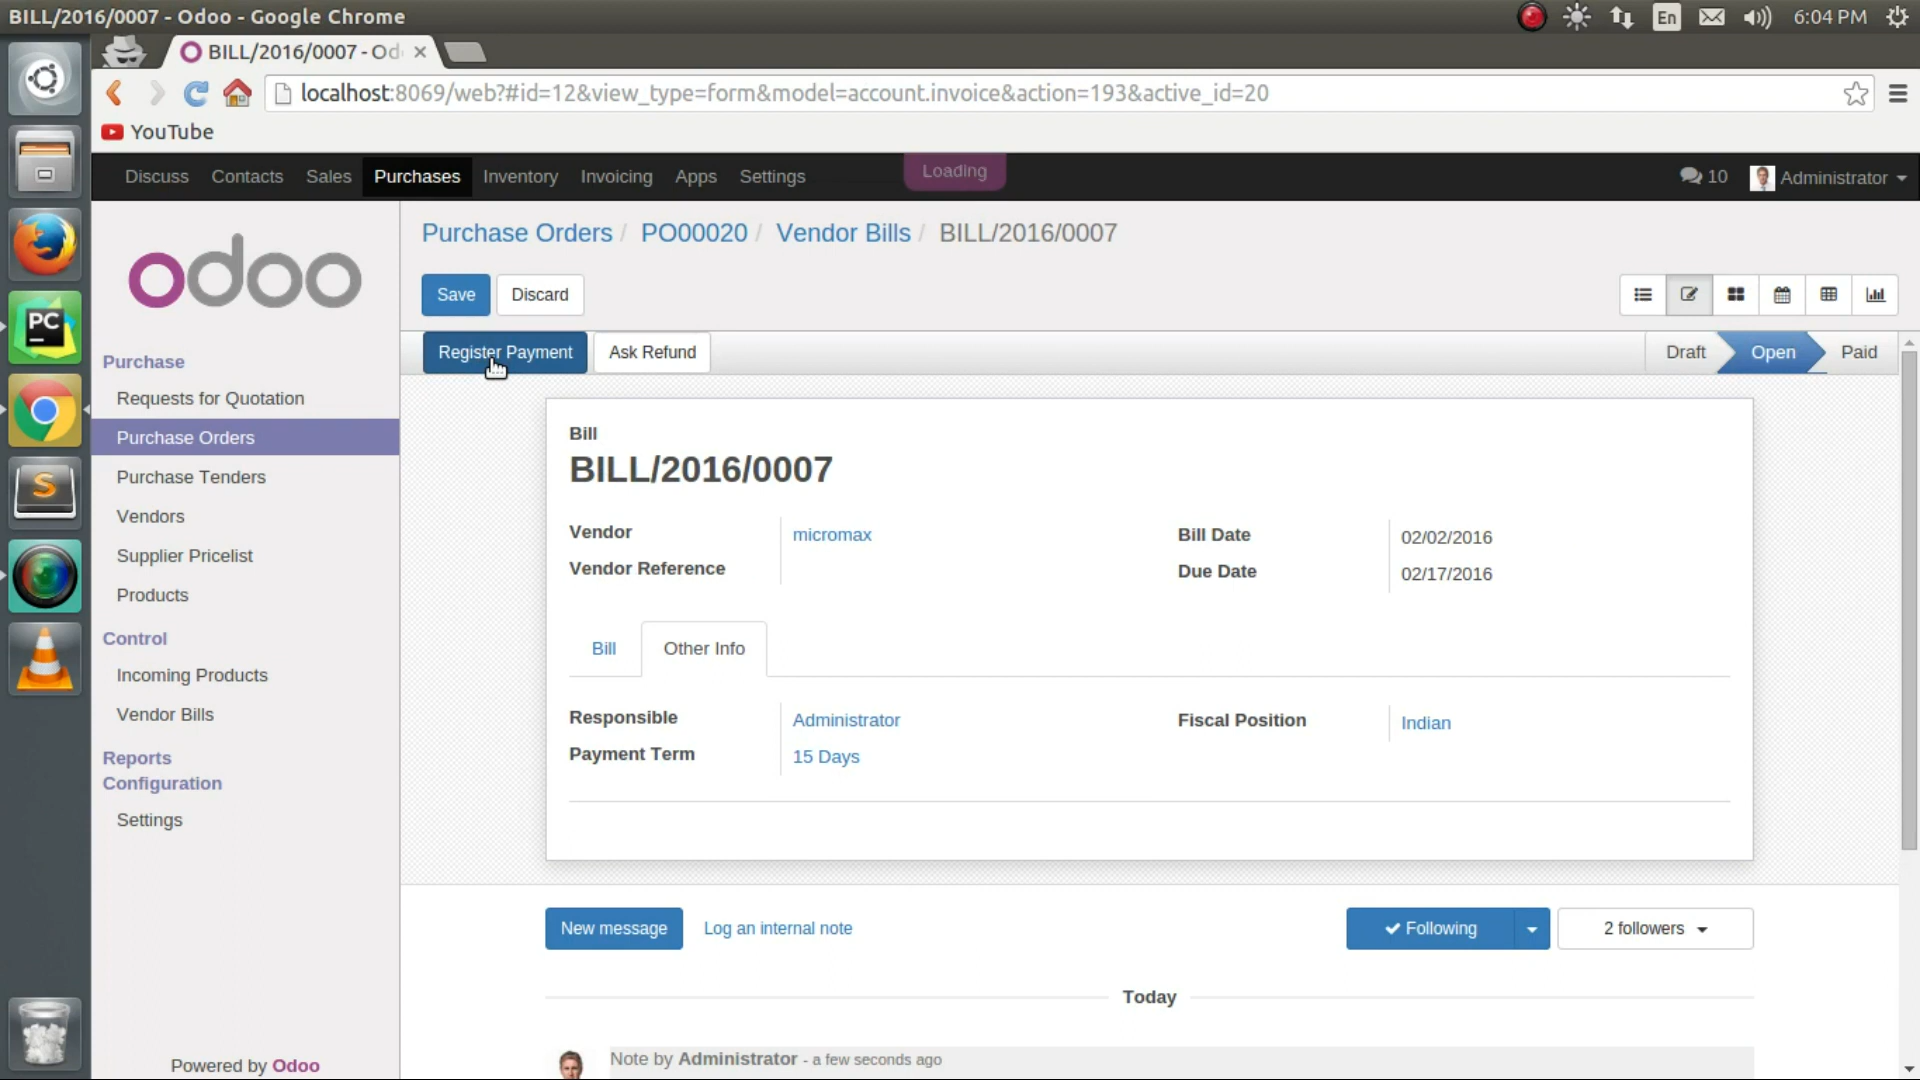 BILL/2016/0007 - Odoo - Google Chrome
En
6:04 PM
BILL/2016/0007 - Od
localhost:8069/web?#id=12&view_type=form&model=account.invoice&action=193&active_id=20
YouTube
Discuss Contacts Sales Purchases Inventory Invoicing Apps Settings
Loading
10
Administrator
odoo
Purchase
Requests for Quotation
Purchase Orders
Purchase Tenders
Vendors
Supplier Pricelist
Products
Control
Incoming Products
Vendor Bills
Reports
Configuration
Settings
Powered by Odoo
Purchase Orders / PO00020 / Vendor Bills / BILL/2016/0007
Save Discard
Register Payment Ask Refund
Draft Open Paid
Bill
BILL/2016/0007
Vendor micromax
Vendor Reference
Bill Date 02/02/2016
Due Date 02/17/2016
Bill Other Info
Responsible Administrator
Payment Term 15 Days
Fiscal Position Indian
New message Log an internal note
Following 2 followers
Today
Note by Administrator - a few seconds ago
PC
S